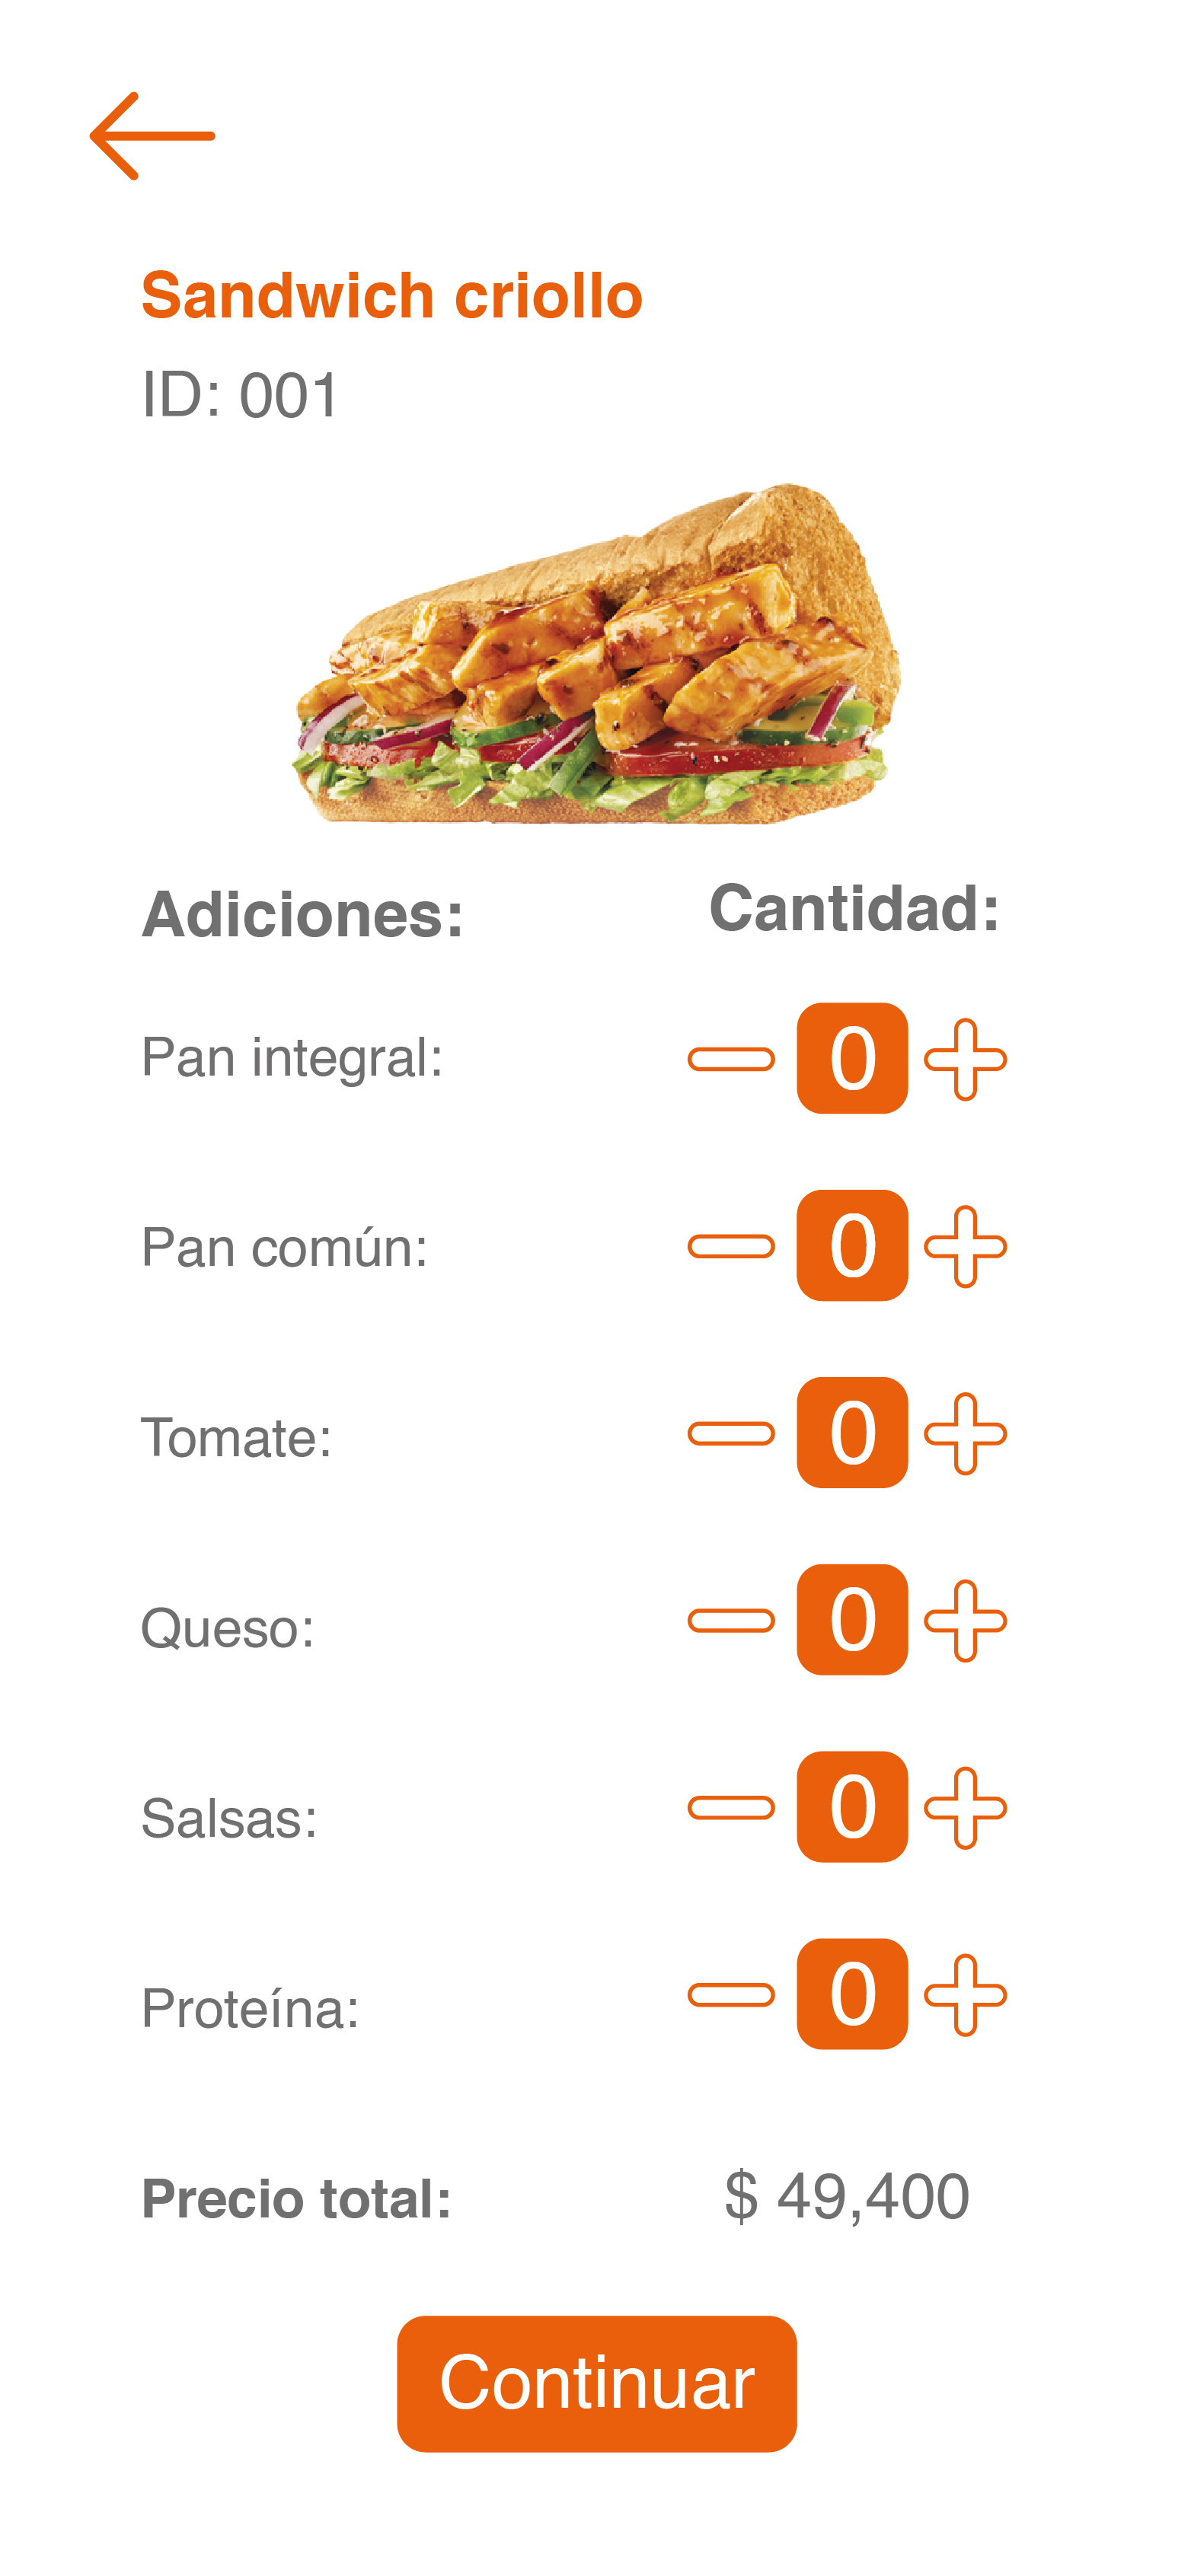 Sandwich criollo
ID: 001
Adiciones: Cantidad:
Pan integral: 0
Pan común: 0
Tomate: 0
Queso: 0
Salsas: 0
Proteína: 0
Precio total: $ 49,400
Continuar